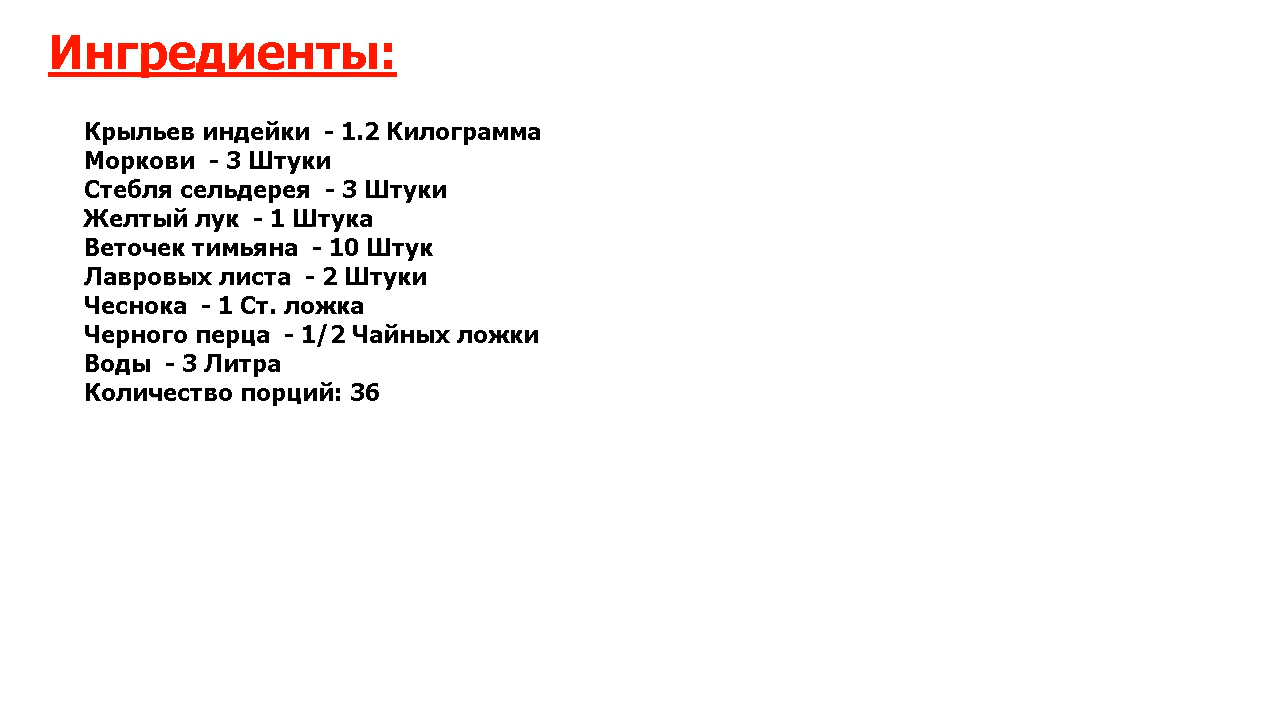 Ингредиенты:
Крыльев индейки  - 1.2 Килограмма
Моркови  - 3 Штуки
Стебля сельдерея  - 3 Штуки
Желтый лук  - 1 Штука
Веточек тимьяна  - 10 Штук
Лавровых листа  - 2 Штуки
Чеснока  - 1 Ст. ложка
Черного перца  - 1/2 Чайных ложки
Воды  - 3 Литра
Количество порций: 36